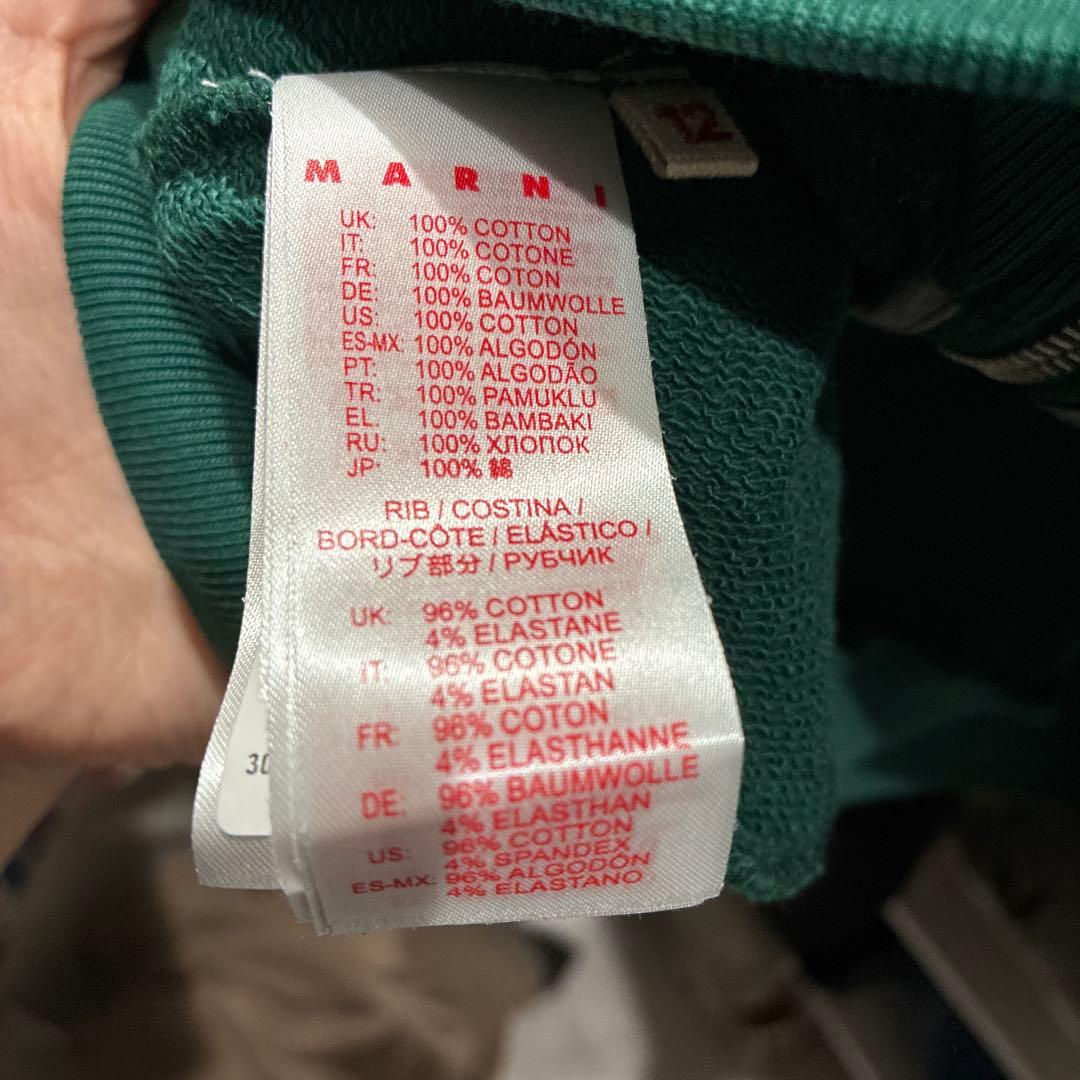 12
MARNI
UK: 100% COTTON
IT: 100% COTONE
FR: 100% COTON
DE: 100% BAUMWOLLE
US: 100% COTTON
ES-MX: 100% ALGODÓN
PT: 100% ALGODÃO
TR: 100% PAMUKLU
EL: 100% BAMBAKI
RU: 100% ХЛОПОК
JP: 100% 綿
RIB / COSTINA /
BORD-CÔTE / ELÁSTICO /
リブ部分 / РУБЧИК
UK: 96% COTTON
4% ELASTANE
IT: 96% COTONE
4% ELASTAN
FR: 96% COTON
4% ELASTHANNE
DE: 96% BAUMWOLLE
4% ELASTHAN
US: 96% COTTON
4% SPANDEX
ES-MX: 96% ALGODÓN
4% ELASTANO
30